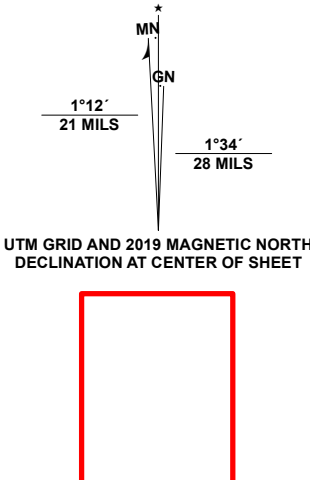 MN
GN
1°12´
21 MILS
1°34´
28 MILS
UTM GRID AND 2019 MAGNETIC NORTH
DECLINATION AT CENTER OF SHEET